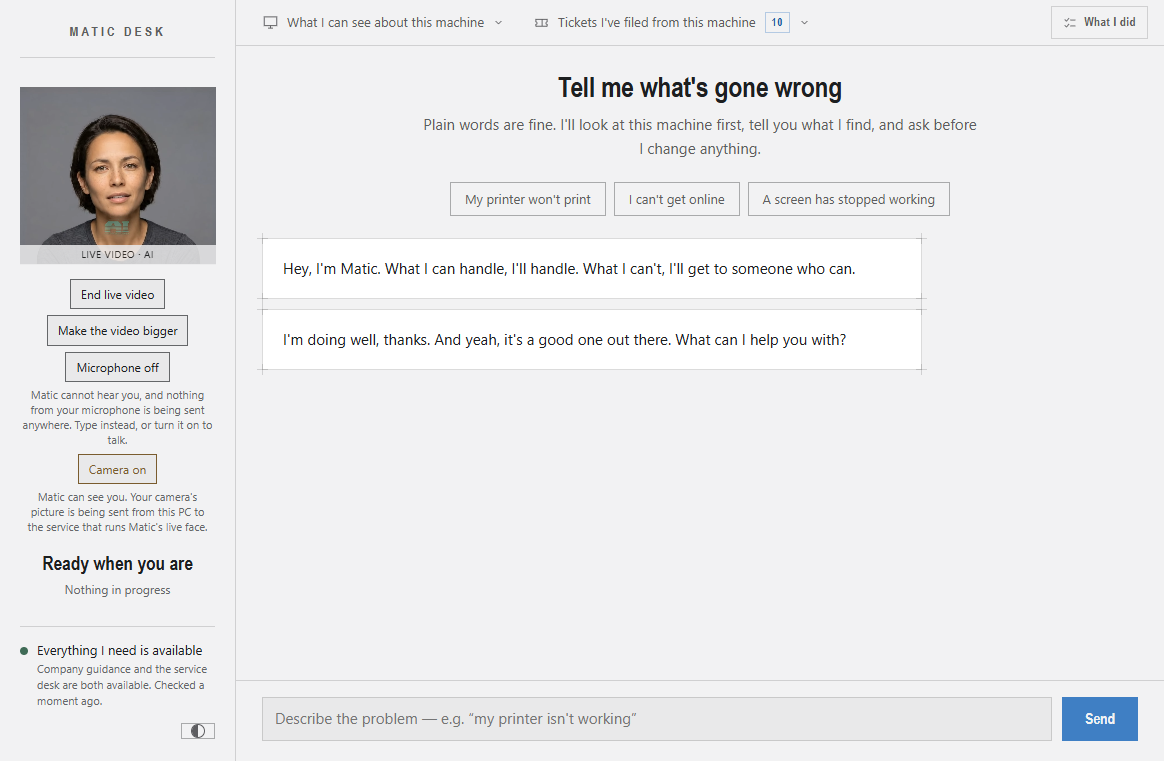 MATIC DESK
What I can see about this machine
Tickets I've filed from this machine
10
What I did
LIVE VIDEO · AI
End live video
Make the video bigger
Microphone off
Matic cannot hear you, and nothing
from your microphone is being sent
anywhere. Type instead, or turn it on to
talk.
Camera on
Matic can see you. Your camera's
picture is being sent from this PC to
the service that runs Matic's live face.
Ready when you are
Nothing in progress
Everything I need is available
Company guidance and the service
desk are both available. Checked a
moment ago.
Tell me what's gone wrong
Plain words are fine. I'll look at this machine first, tell you what I find, and ask before
I change anything.
My printer won't print
I can't get online
A screen has stopped working
Hey, I'm Matic. What I can handle, I'll handle. What I can't, I'll get to someone who can.
I'm doing well, thanks. And yeah, it's a good one out there. What can I help you with?
Describe the problem — e.g. “my printer isn't working”
Send